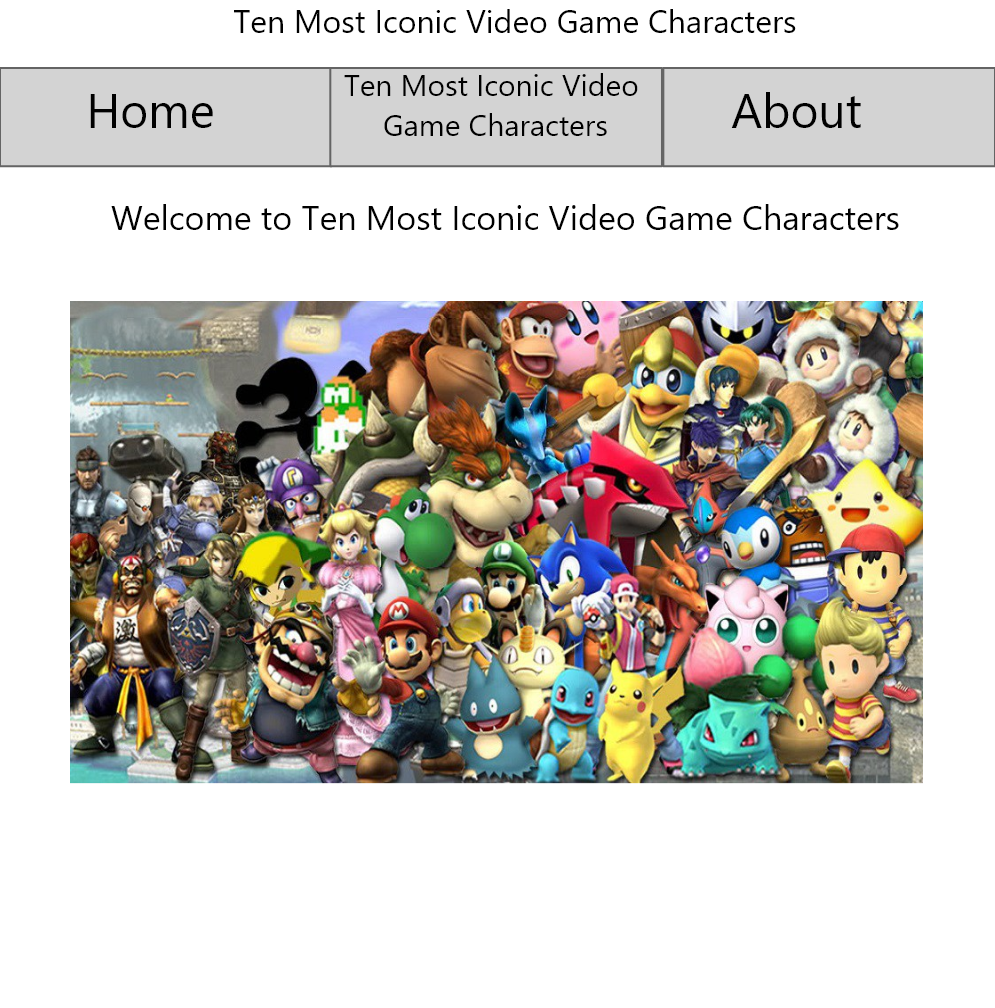 Ten Most Iconic Video Game Characters
Home
Ten Most Iconic Video
Game Characters
About
Welcome to Ten Most Iconic Video Game Characters
激
M